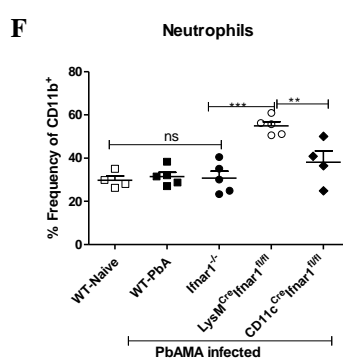 F
Neutrophils
% Frequency of CD11b+
80
60
40
20
0
ns
***
**
WT-Naive
WT-PbA
Ifnar1-/-
LysMCreIfnar1fl/fl
CD11cCreIfnar1fl/fl
PbAMA infected